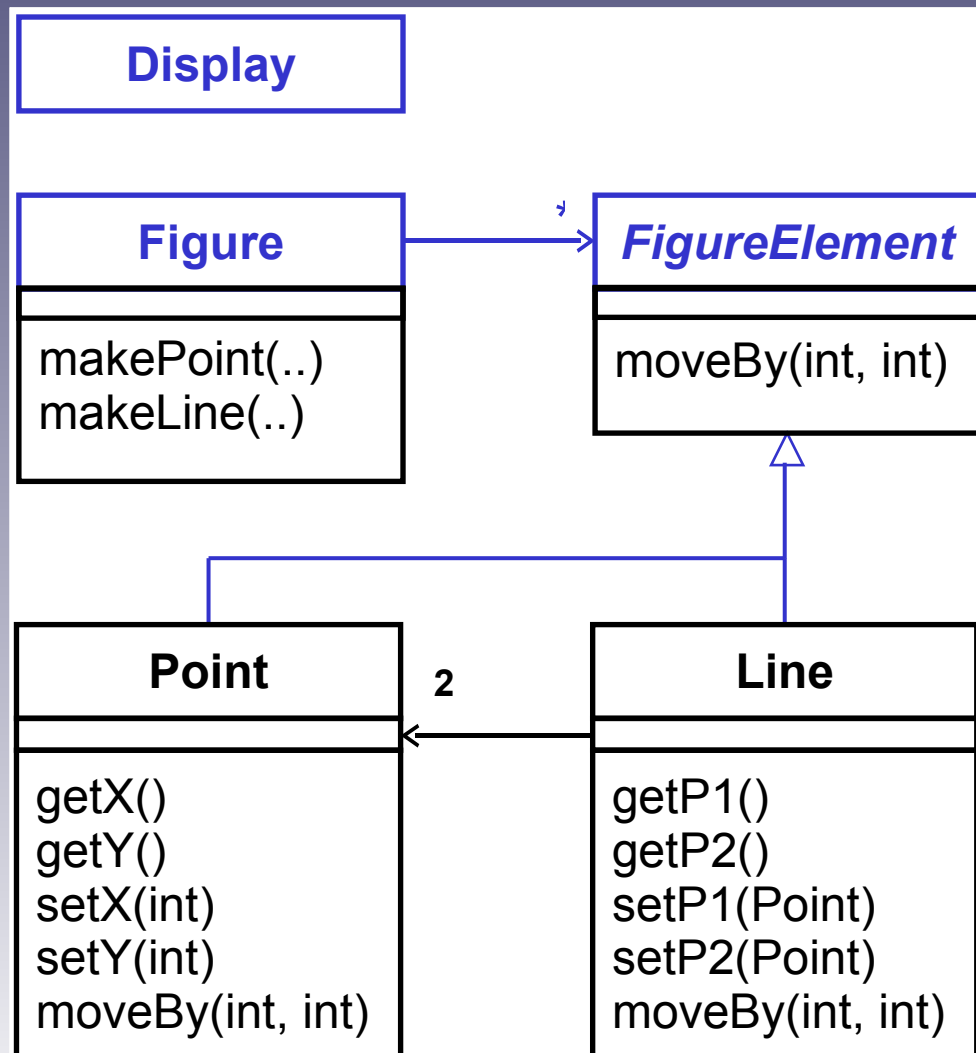 Display
Figure
FigureElement
makePoint(..)
makeLine(..)
moveBy(int, int)
Point
2
Line
getX()
getY()
setX(int)
setY(int)
moveBy(int, int)
getP1()
getP2()
setP1(Point)
setP2(Point)
moveBy(int, int)